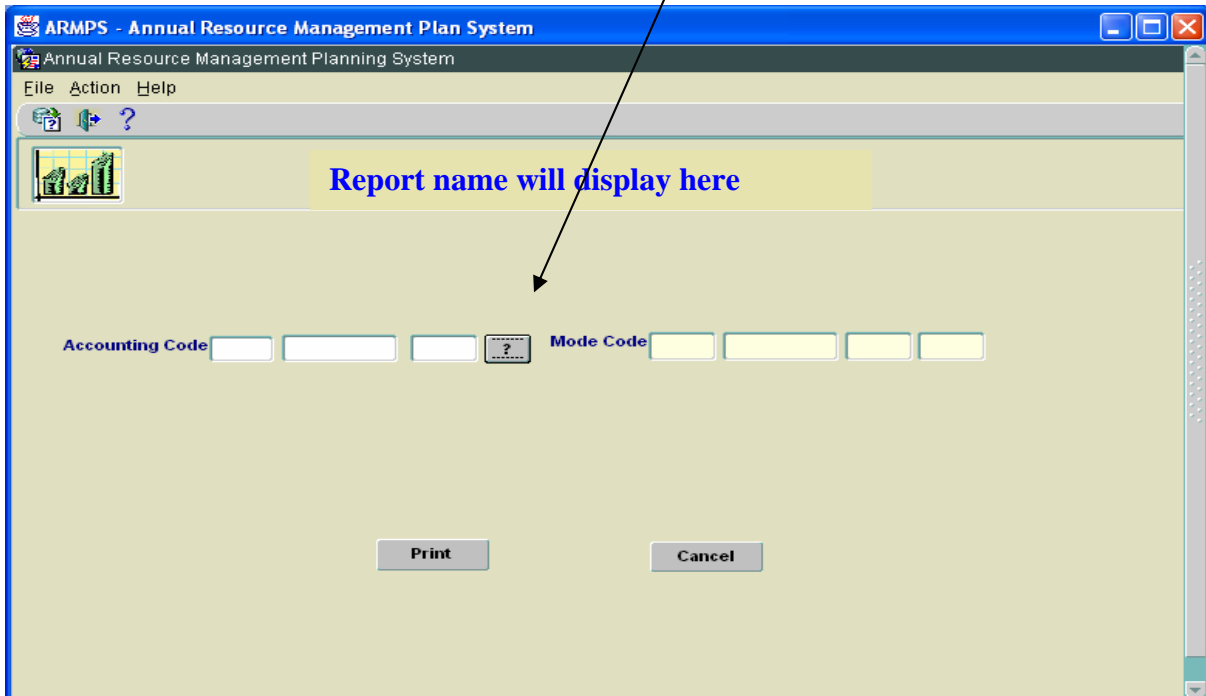 ARMPS - Annual Resource Management Plan System
Annual Resource Management Planning System
File Action Help
?
Report name will display here
Accounting Code ? Mode Code
Print Cancel